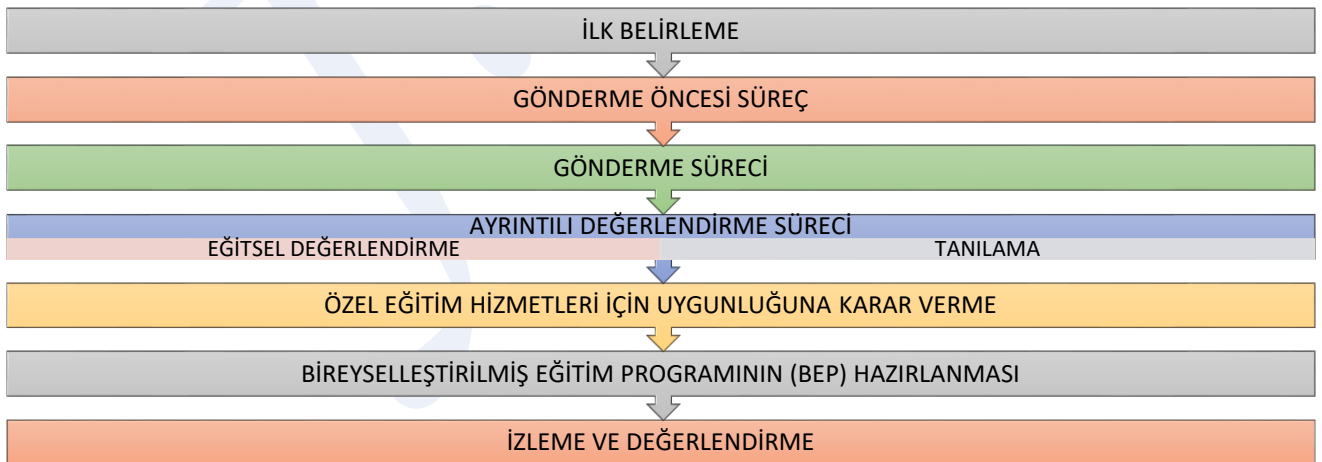 İLK BELİRLEME
GÖNDERME ÖNCESİ SÜREÇ
GÖNDERME SÜRECİ
AYRINTILI DEĞERLENDİRME SÜRECİ
EĞİTSEL DEĞERLENDİRME TANILAMA
ÖZEL EĞİTİM HİZMETLERİ İÇİN UYGUNLUĞUNA KARAR VERME
BİREYSELLEŞTİRİLMİŞ EĞİTİM PROGRAMININ (BEP) HAZIRLANMASI
İZLEME VE DEĞERLENDİRME